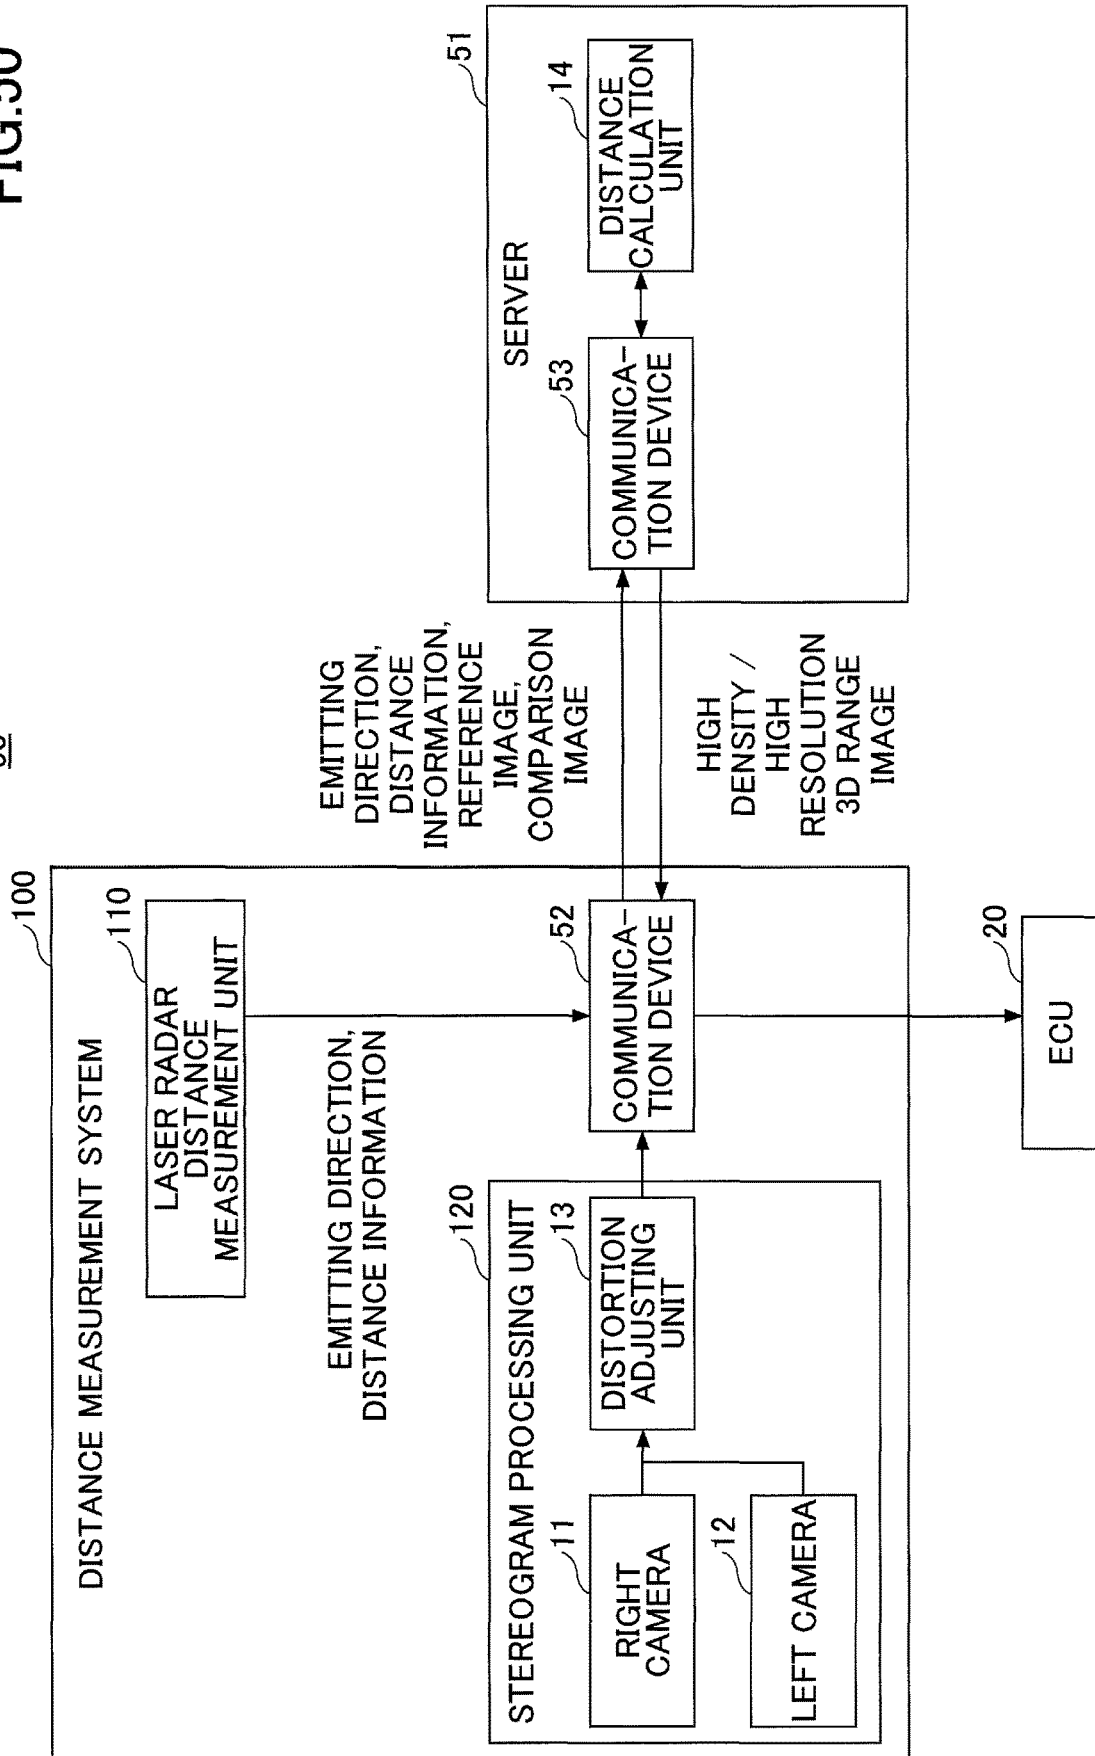 FIG.30
100
DISTANCE MEASUREMENT SYSTEM
110
LASER RADAR
DISTANCE
MEASUREMENT UNIT
EMITTING DIRECTION,
DISTANCE INFORMATION
120
STEREOGRAM PROCESSING UNIT
11
RIGHT
CAMERA
12
LEFT CAMERA
13
DISTORTION
ADJUSTING
UNIT
52
COMMUNICA-
TION DEVICE
20
ECU
EMITTING
DIRECTION,
DISTANCE
INFORMATION,
REFERENCE
IMAGE,
COMPARISON
IMAGE
HIGH
DENSITY /
HIGH
RESOLUTION
3D RANGE
IMAGE
51
SERVER
53
COMMUNICA-
TION DEVICE
14
DISTANCE
CALCULATION
UNIT